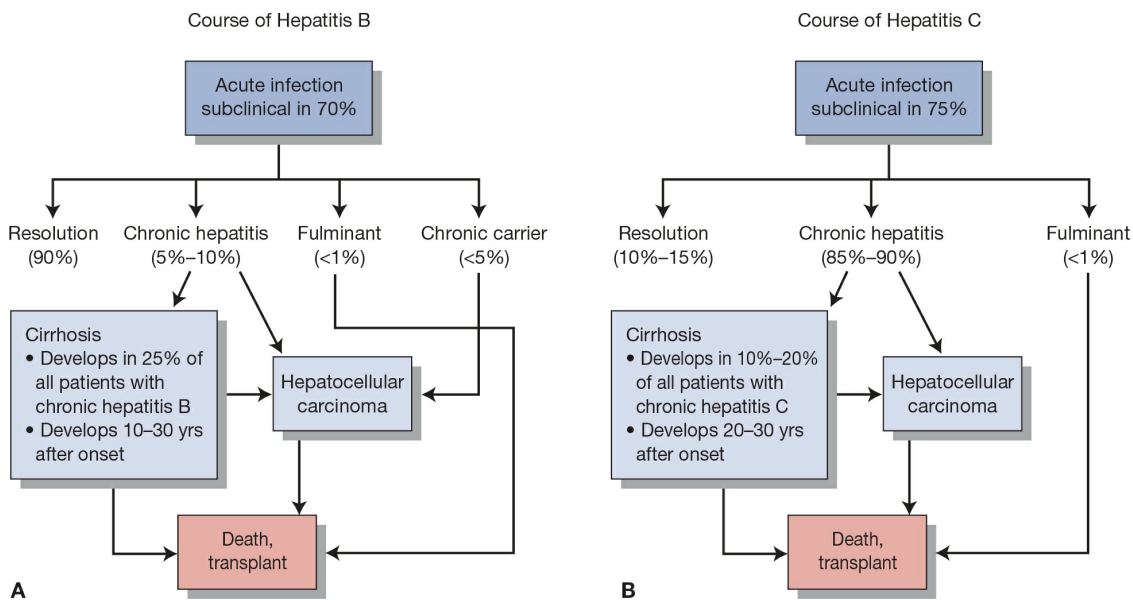 Course of Hepatitis B
Acute infection
subclinical in 70%
Resolution
(90%)
Chronic hepatitis
(5%–10%)
Fulminant
(<1%)
Chronic carrier
(<5%)
Cirrhosis
• Develops in 25% of
all patients with
chronic hepatitis B
• Develops 10–30 yrs
after onset
Hepatocellular
carcinoma
Death,
transplant
A
Course of Hepatitis C
Acute infection
subclinical in 75%
Resolution
(10%–15%)
Chronic hepatitis
(85%–90%)
Fulminant
(<1%)
Cirrhosis
• Develops in 10%–20%
of all patients with
chronic hepatitis C
• Develops 20–30 yrs
after onset
Hepatocellular
carcinoma
Death,
transplant
B